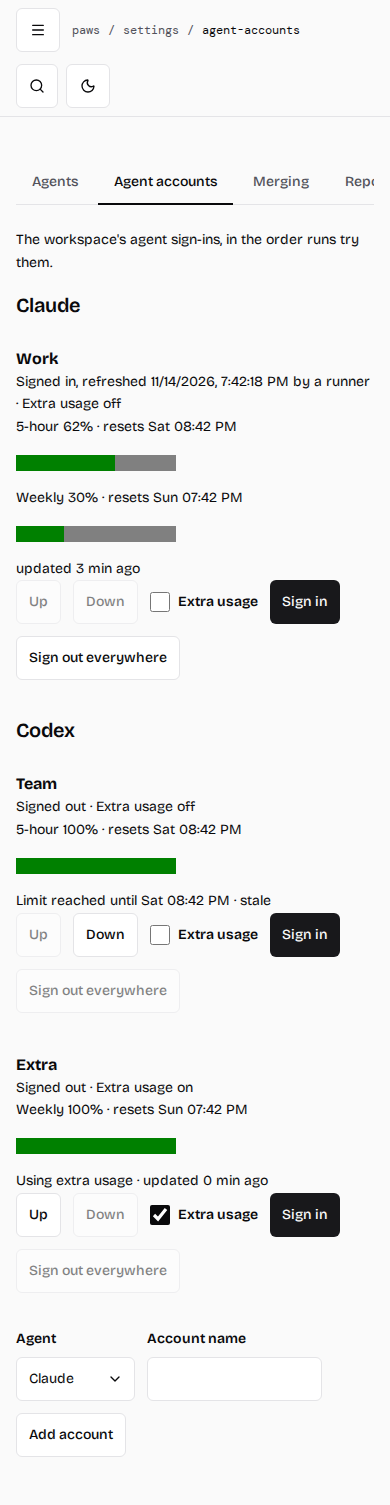 paws / settings / agent-accounts
Agents Agent accounts Merging Repo
The workspace's agent sign-ins, in the order runs try
them.
Claude
Work
Signed in, refreshed 11/14/2026, 7:42:18 PM by a runner
· Extra usage off
5-hour 62% · resets Sat 08:42 PM
Weekly 30% · resets Sun 07:42 PM
updated 3 min ago
Up Down Extra usage Sign in
Sign out everywhere
Codex
Team
Signed out · Extra usage off
5-hour 100% · resets Sat 08:42 PM
Limit reached until Sat 08:42 PM · stale
Up Down Extra usage Sign in
Sign out everywhere
Extra
Signed out · Extra usage on
Weekly 100% · resets Sun 07:42 PM
Using extra usage · updated 0 min ago
Up Down Extra usage Sign in
Sign out everywhere
Agent Account name
Claude
Add account